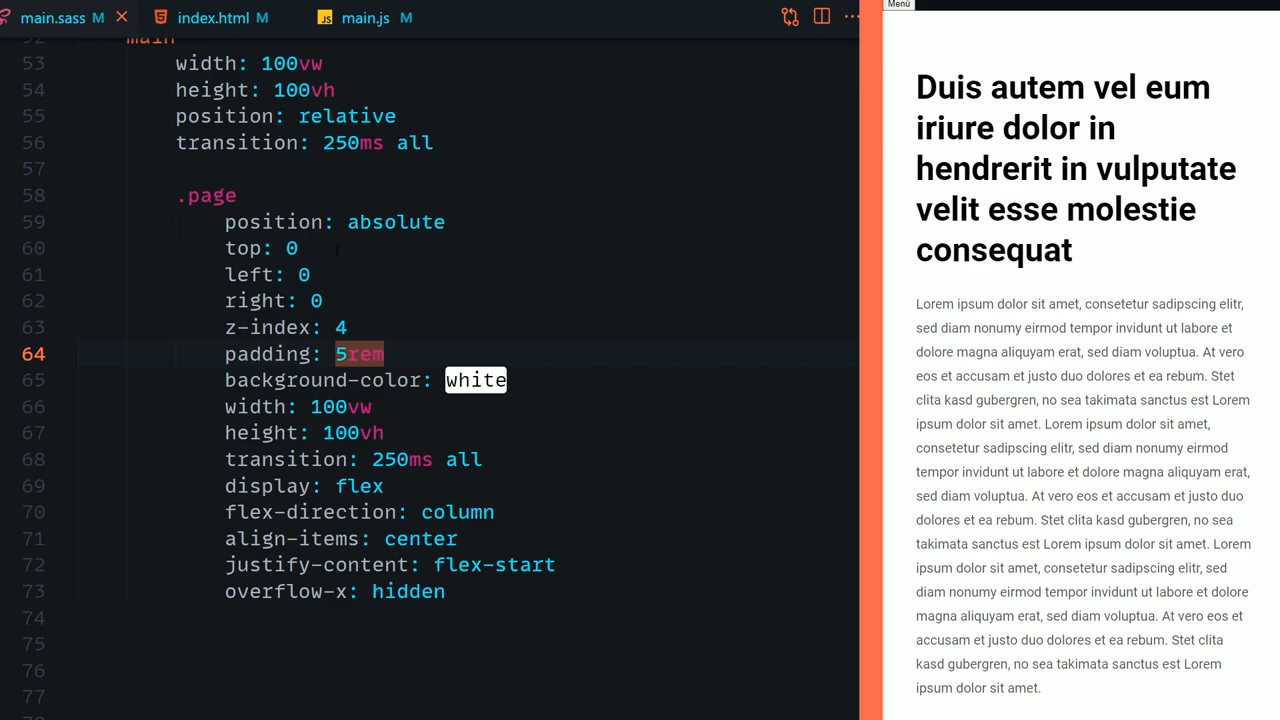 main.sass M
index.html M
JS main.js M
52 main
53 width: 100vw
54 height: 100vh
55 position: relative
56 transition: 250ms all
57
58 .page
59 position: absolute
60 top: 0
61 left: 0
62 right: 0
63 z-index: 4
64 padding: 5rem
65 background-color: white
66 width: 100vw
67 height: 100vh
68 transition: 250ms all
69 display: flex
70 flex-direction: column
71 align-items: center
72 justify-content: flex-start
73 overflow-x: hidden
74
75
76
77
Menü
Duis autem vel eum
iriure dolor in
hendrerit in vulputate
velit esse molestie
consequat
Lorem ipsum dolor sit amet, consetetur sadipscing elitr,
sed diam nonumy eirmod tempor invidunt ut labore et
dolore magna aliquyam erat, sed diam voluptua. At vero
eos et accusam et justo duo dolores et ea rebum. Stet
clita kasd gubergren, no sea takimata sanctus est Lorem
ipsum dolor sit amet. Lorem ipsum dolor sit amet,
consetetur sadipscing elitr, sed diam nonumy eirmod
tempor invidunt ut labore et dolore magna aliquyam erat,
sed diam voluptua. At vero eos et accusam et justo duo
dolores et ea rebum. Stet clita kasd gubergren, no sea
takimata sanctus est Lorem ipsum dolor sit amet. Lorem
ipsum dolor sit amet, consetetur sadipscing elitr, sed
diam nonumy eirmod tempor invidunt ut labore et dolore
magna aliquyam erat, sed diam voluptua. At vero eos et
accusam et justo duo dolores et ea rebum. Stet clita
kasd gubergren, no sea takimata sanctus est Lorem
ipsum dolor sit amet.